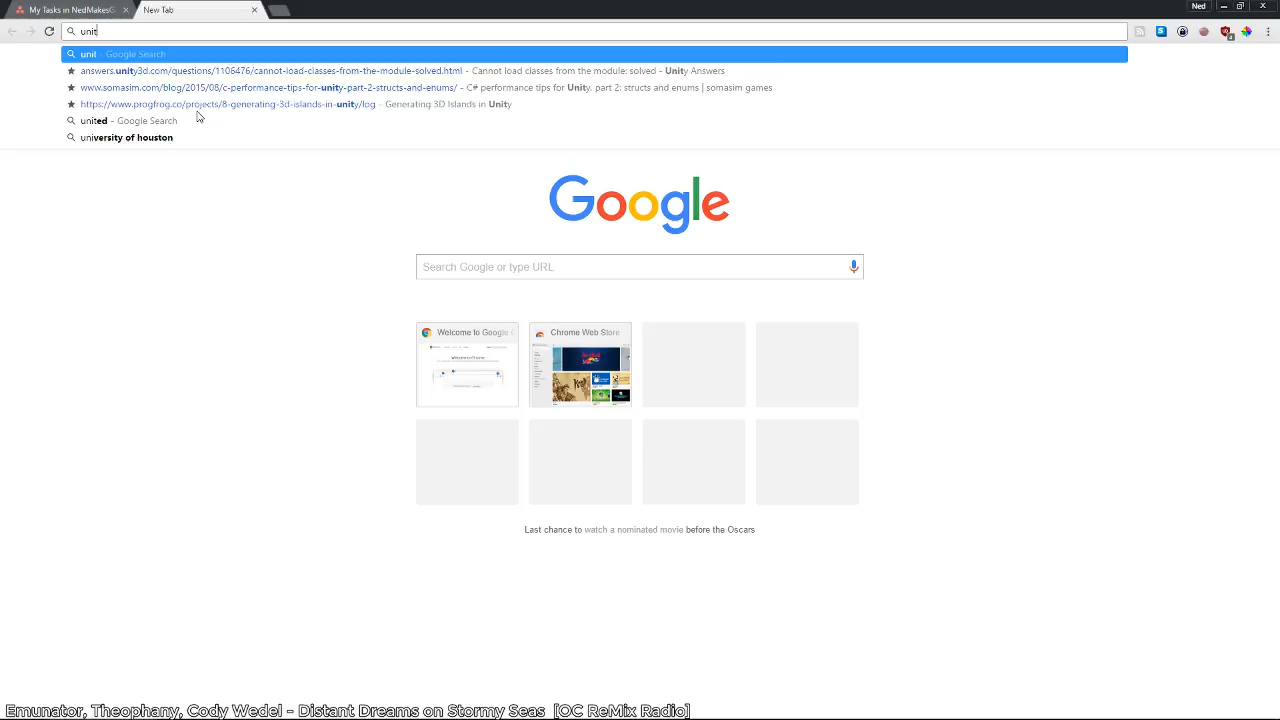 My Tasks in NedMakesG
New Tab
Ned
unit
unit - Google Search
answers.unity3d.com/questions/1106476/cannot-load-classes-from-the-module-solved.html - Cannot load classes from the module: solved - Unity Answers
www.somasim.com/blog/2015/08/c-performance-tips-for-unity-part-2-structs-and-enums/ - C# performance tips for Unity, part 2: structs and enums | somasim games
https://www.progfrog.co/projects/8-generating-3d-islands-in-unity/log - Generating 3D Islands in Unity
united - Google Search
university of houston
Google
Search Google or type URL
Welcome to Google
Chrome Web Store
Last chance to watch a nominated movie before the Oscars
Emunator, Theophany, Cody Wedel - Distant Dreams on Stormy Seas [OC ReMix Radio]